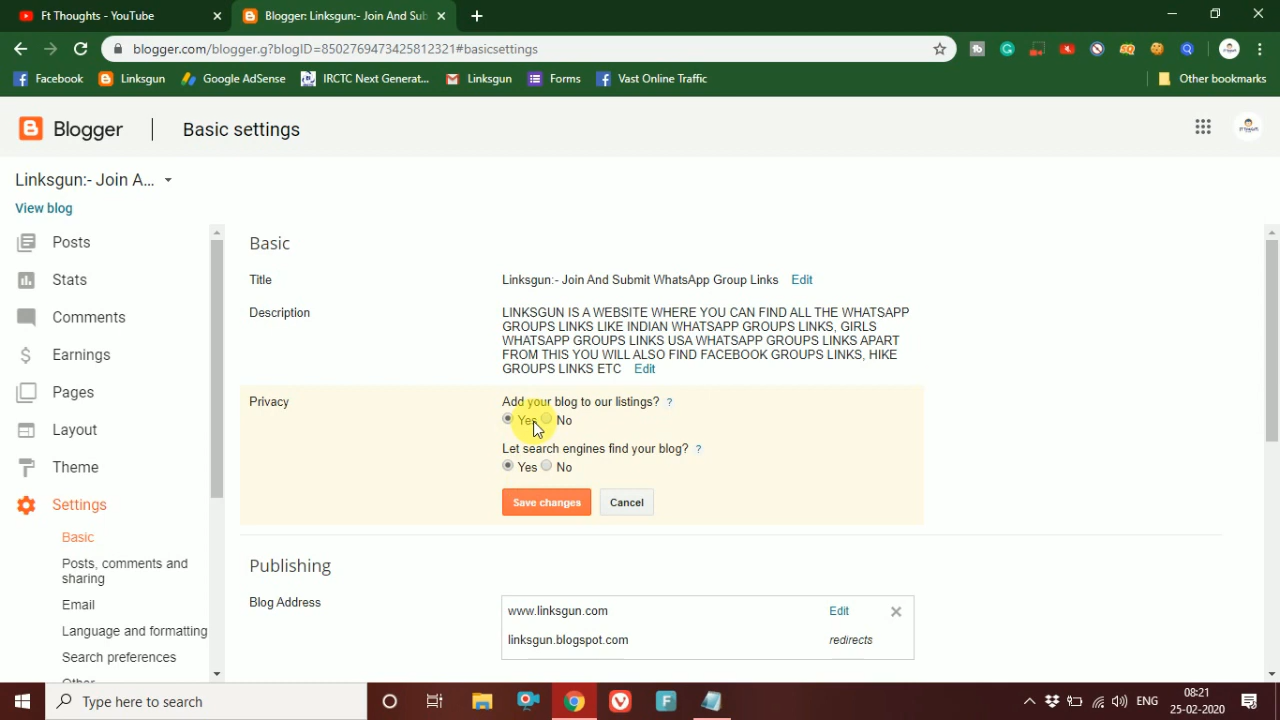 Ft Thoughts - YouTube
Blogger: Linksgun:- Join And Sub
blogger.com/blogger.g?blogID=8502769473425812321#basicsettings
Facebook
Linksgun
Google AdSense
IRCTC Next Generat...
Linksgun
Forms
Vast Online Traffic
Other bookmarks
Blogger
Basic settings
Linksgun:- Join A...
View blog
Posts
Stats
Comments
Earnings
Pages
Layout
Theme
Settings
Basic
Posts, comments and
sharing
Email
Language and formatting
Search preferences
Other
Basic
Title
Linksgun:- Join And Submit WhatsApp Group Links Edit
Description
LINKSGUN IS A WEBSITE WHERE YOU CAN FIND ALL THE WHATSAPP
GROUPS LINKS LIKE INDIAN WHATSAPP GROUPS LINKS, GIRLS
WHATSAPP GROUPS LINKS USA WHATSAPP GROUPS LINKS APART
FROM THIS YOU WILL ALSO FIND FACEBOOK GROUPS LINKS, HIKE
GROUPS LINKS ETC Edit
Privacy
Add your blog to our listings? ?
Yes No
Let search engines find your blog? ?
Yes No
Save changes Cancel
Publishing
Blog Address
www.linksgun.com Edit
linksgun.blogspot.com redirects
Type here to search
ENG
08:21
25-02-2020